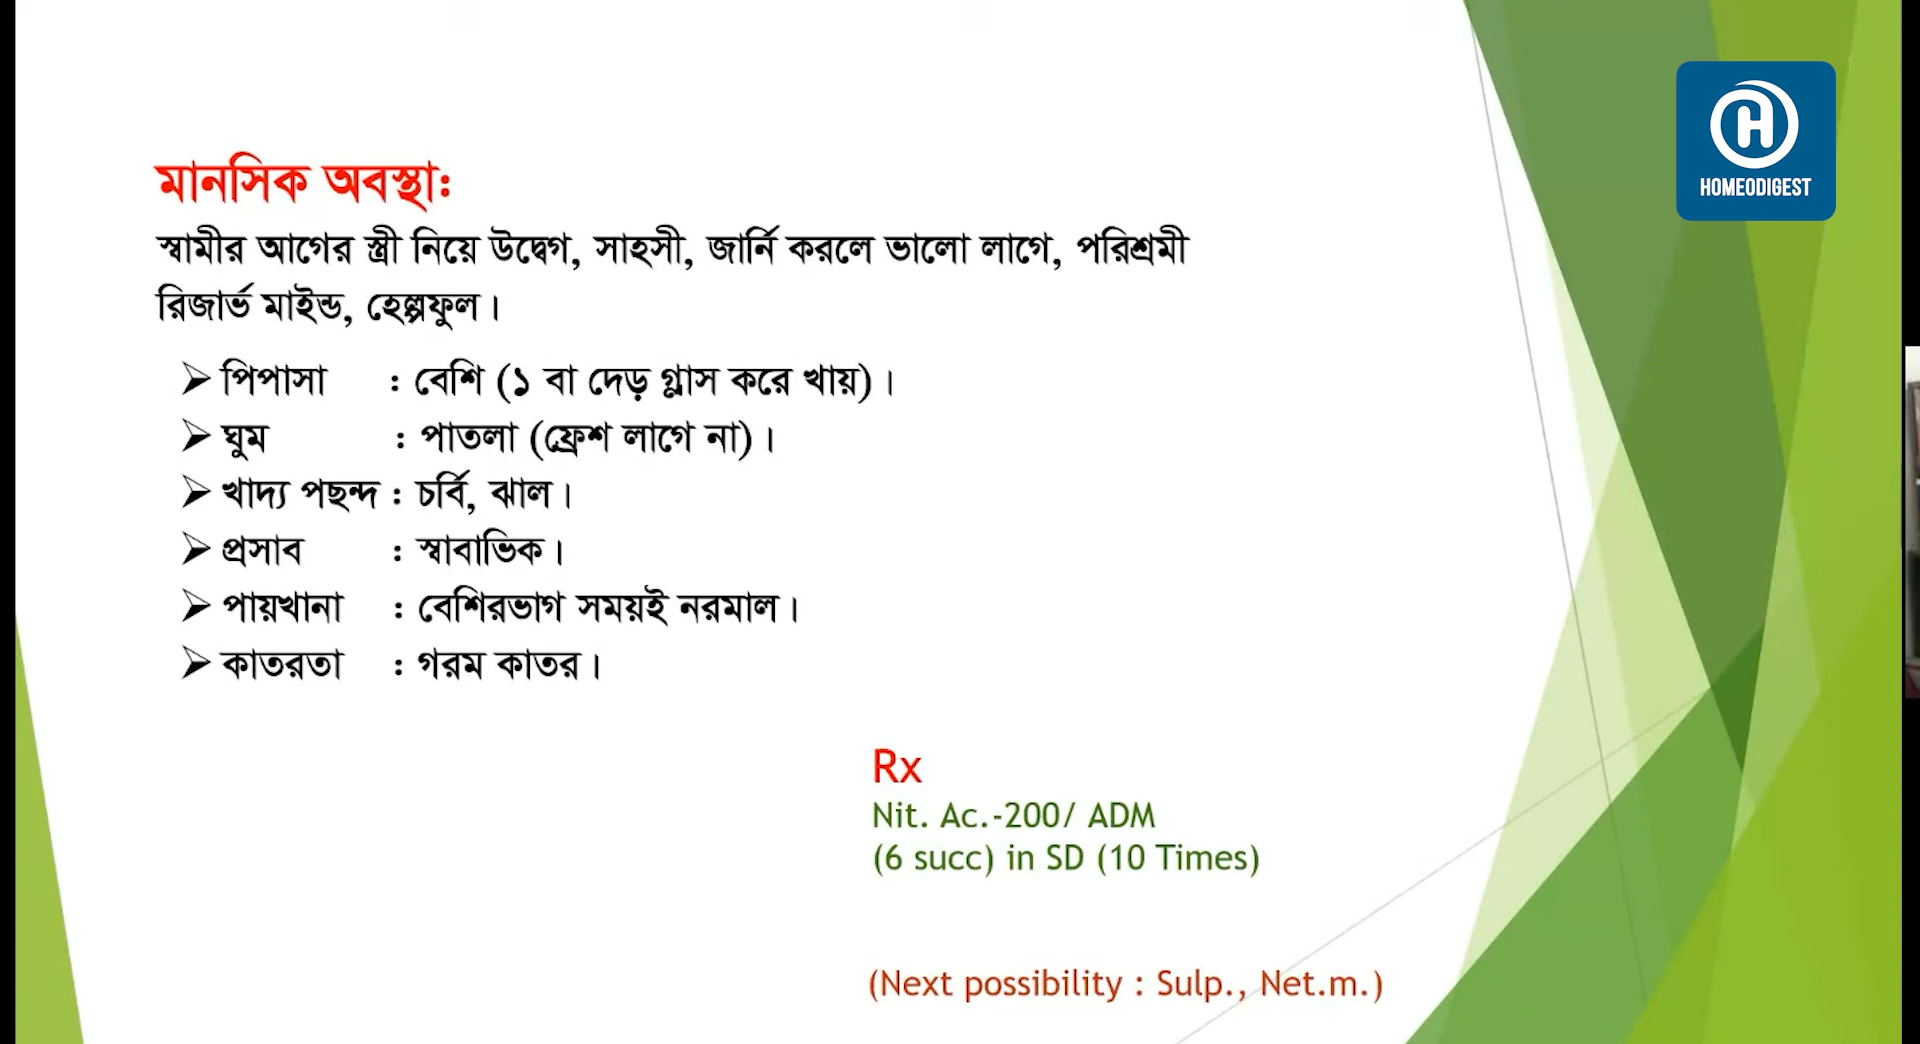 HOMEODIGEST
মানসিক অবস্থা:
স্বামীর আগের স্ত্রী নিয়ে উদ্বেগ, সাহসী, জার্নি করলে ভালো লাগে, পরিশ্রমী
রিজার্ভ মাইন্ড, হেল্পফুল।
➢ পিপাসা : বেশি (১ বা দেড় গ্লাস করে খায়)।
➢ ঘুম : পাতলা (ফ্রেশ লাগে না)।
➢ খাদ্য পছন্দ : চর্বি, ঝাল।
➢ প্রসাব : স্বাবাভিক।
➢ পায়খানা : বেশিরভাগ সময়ই নরমাল।
➢ কাতরতা : গরম কাতর।
Rx
Nit. Ac.-200/ ADM
(6 succ) in SD (10 Times)
(Next possibility : Sulp., Net.m.)